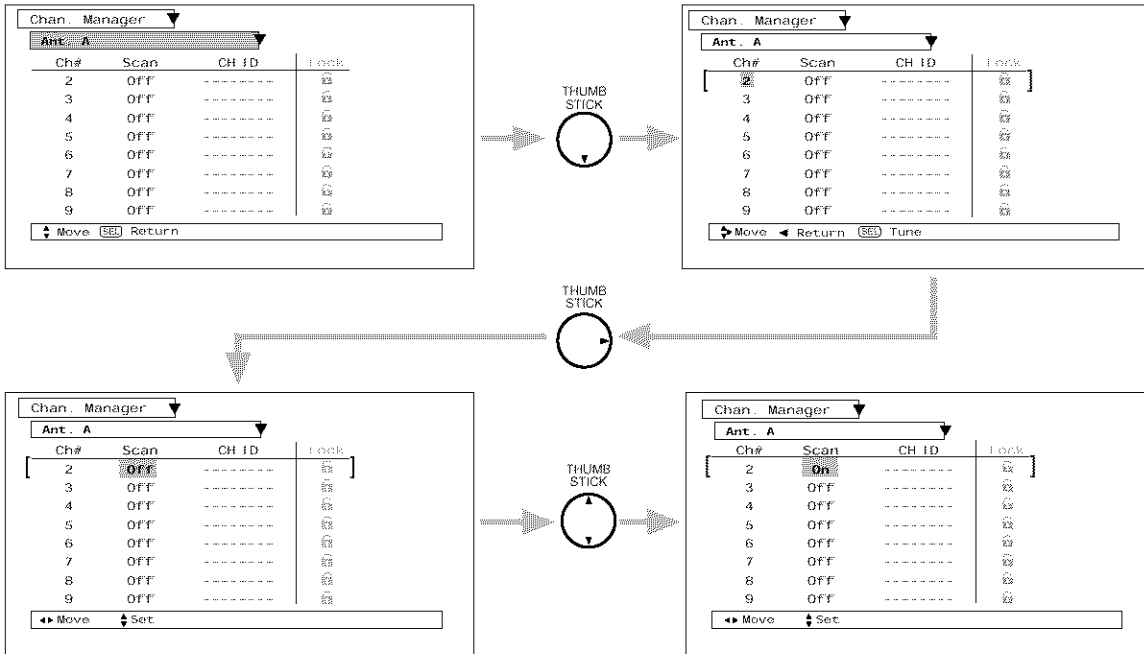 Chan. Manager
Ant. A
Ch# Scan CH ID Lock
2 Off --------
3 Off --------
4 Off --------
5 Off --------
6 Off --------
7 Off --------
8 Off --------
9 Off --------
Move SEL Return
THUMB
STICK
Chan. Manager
Ant. A
Ch# Scan CH ID Lock
2 Off --------
3 Off --------
4 Off --------
5 Off --------
6 Off --------
7 Off --------
8 Off --------
9 Off --------
Move Return SEL Tune
THUMB
STICK
Chan. Manager
Ant. A
Ch# Scan CH ID Lock
2 Off --------
3 Off --------
4 Off --------
5 Off --------
6 Off --------
7 Off --------
8 Off --------
9 Off --------
Move Set
THUMB
STICK
Chan. Manager
Ant. A
Ch# Scan CH ID Lock
2 On --------
3 Off --------
4 Off --------
5 Off --------
6 Off --------
7 Off --------
8 Off --------
9 Off --------
Move Set